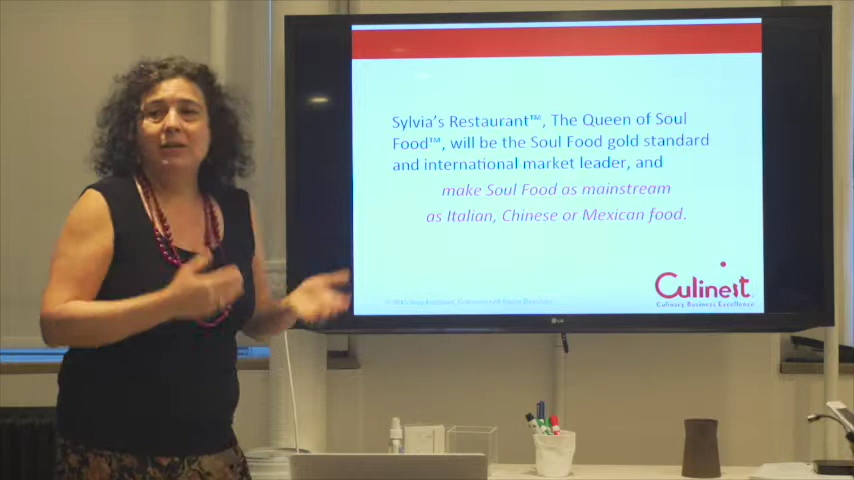 Sylvia's Restaurant™, The Queen of Soul
Food™, will be the Soul Food gold standard
and international market leader, and
make Soul Food as mainstream
as Italian, Chinese or Mexican food.
Culinest
Culinary Business Excellence
LG